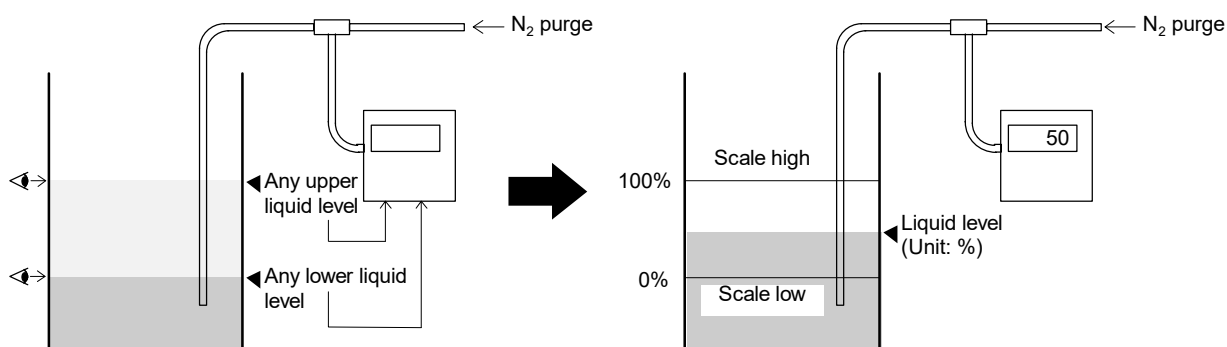 N₂ purge
Any upper
liquid level
Any lower liquid
level
N₂ purge
50
Scale high
100%
Liquid level
(Unit: %)
0%
Scale low